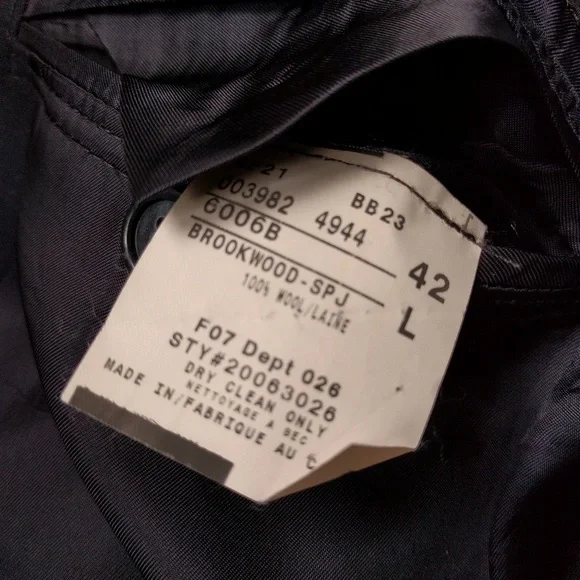 21 BB23
003982 4944
6006B 42
BROOKWOOD-SPJ L
100% WOOL/LAINE
F07 Dept 026
STY#20063026
DRY CLEAN ONLY
NETTOYAGE A SEC
MADE IN/FABRIQUE AU